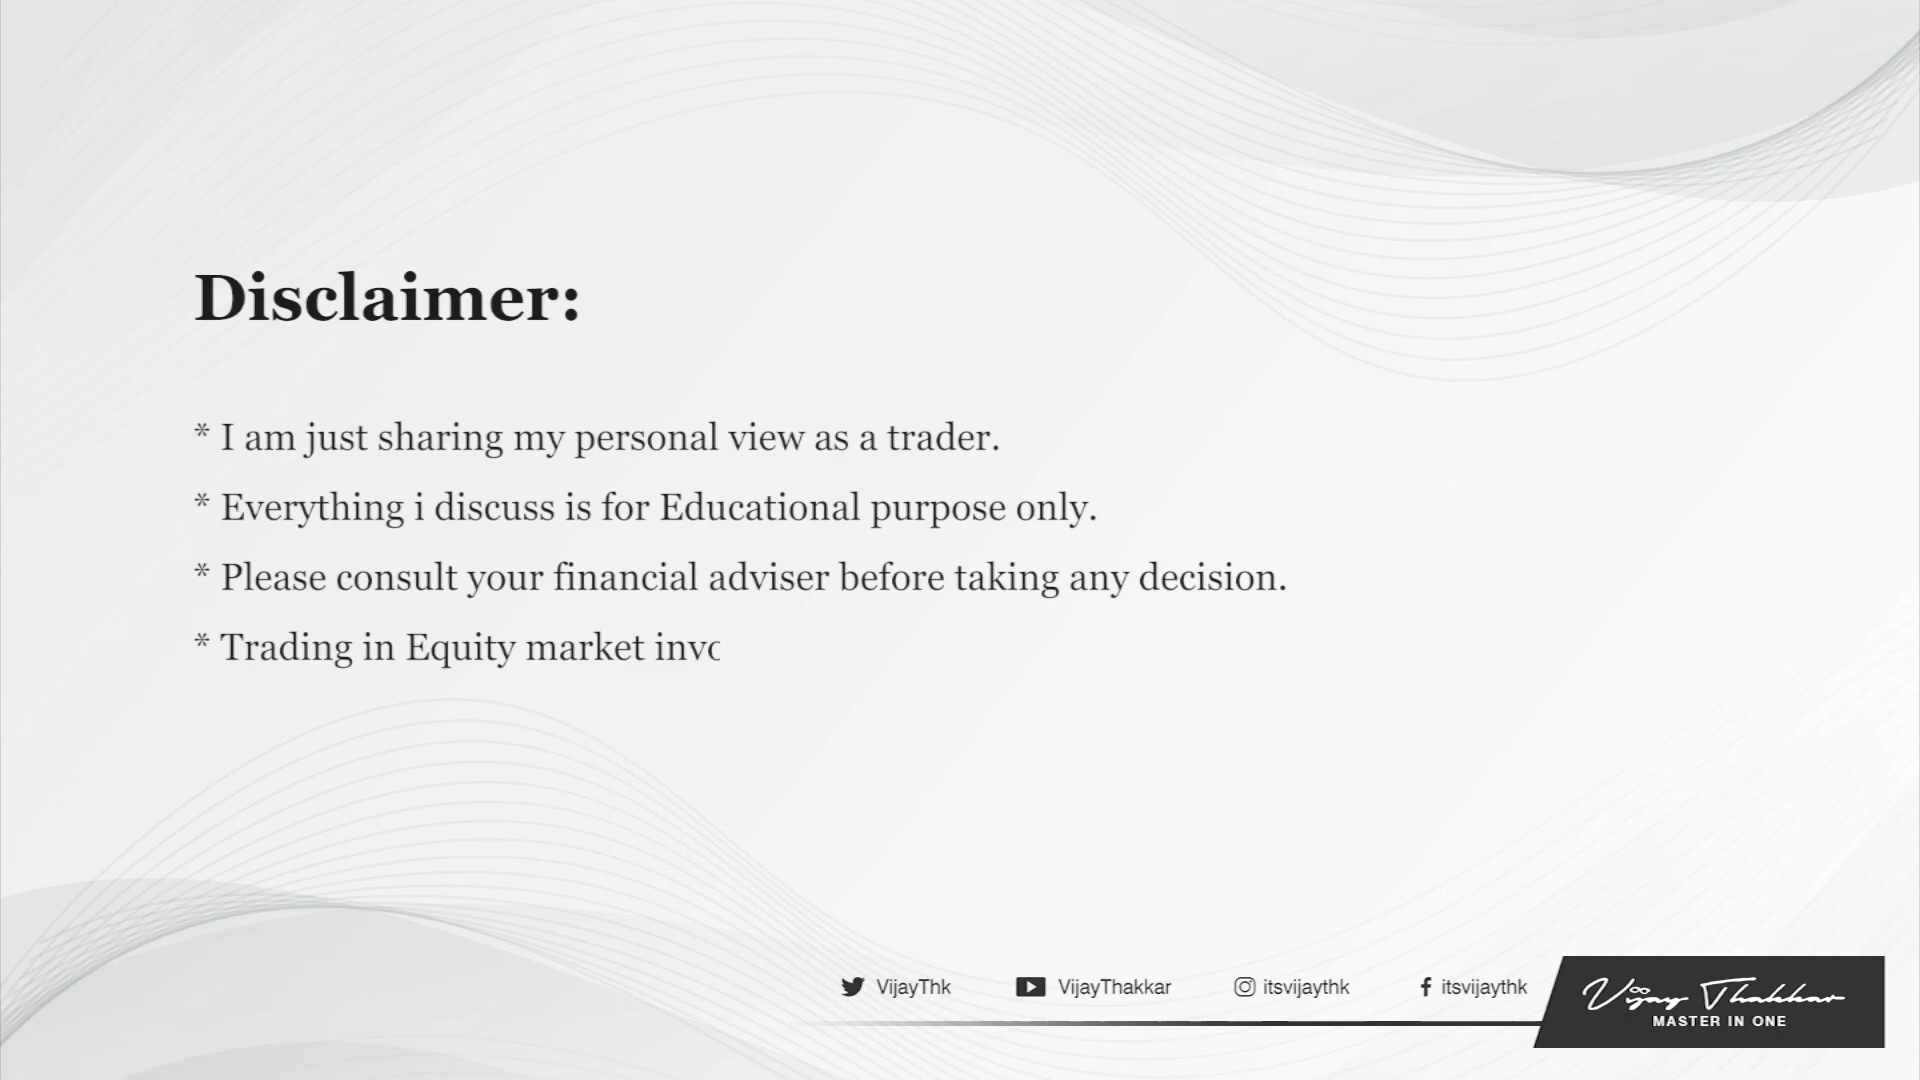 Disclaimer:
* I am just sharing my personal view as a trader.
* Everything i discuss is for Educational purpose only.
* Please consult your financial adviser before taking any decision.
* Trading in Equity market invo
VijayThk VijayThakkar itsvijaythk itsvijaythk
Vijay Thakkar
MASTER IN ONE